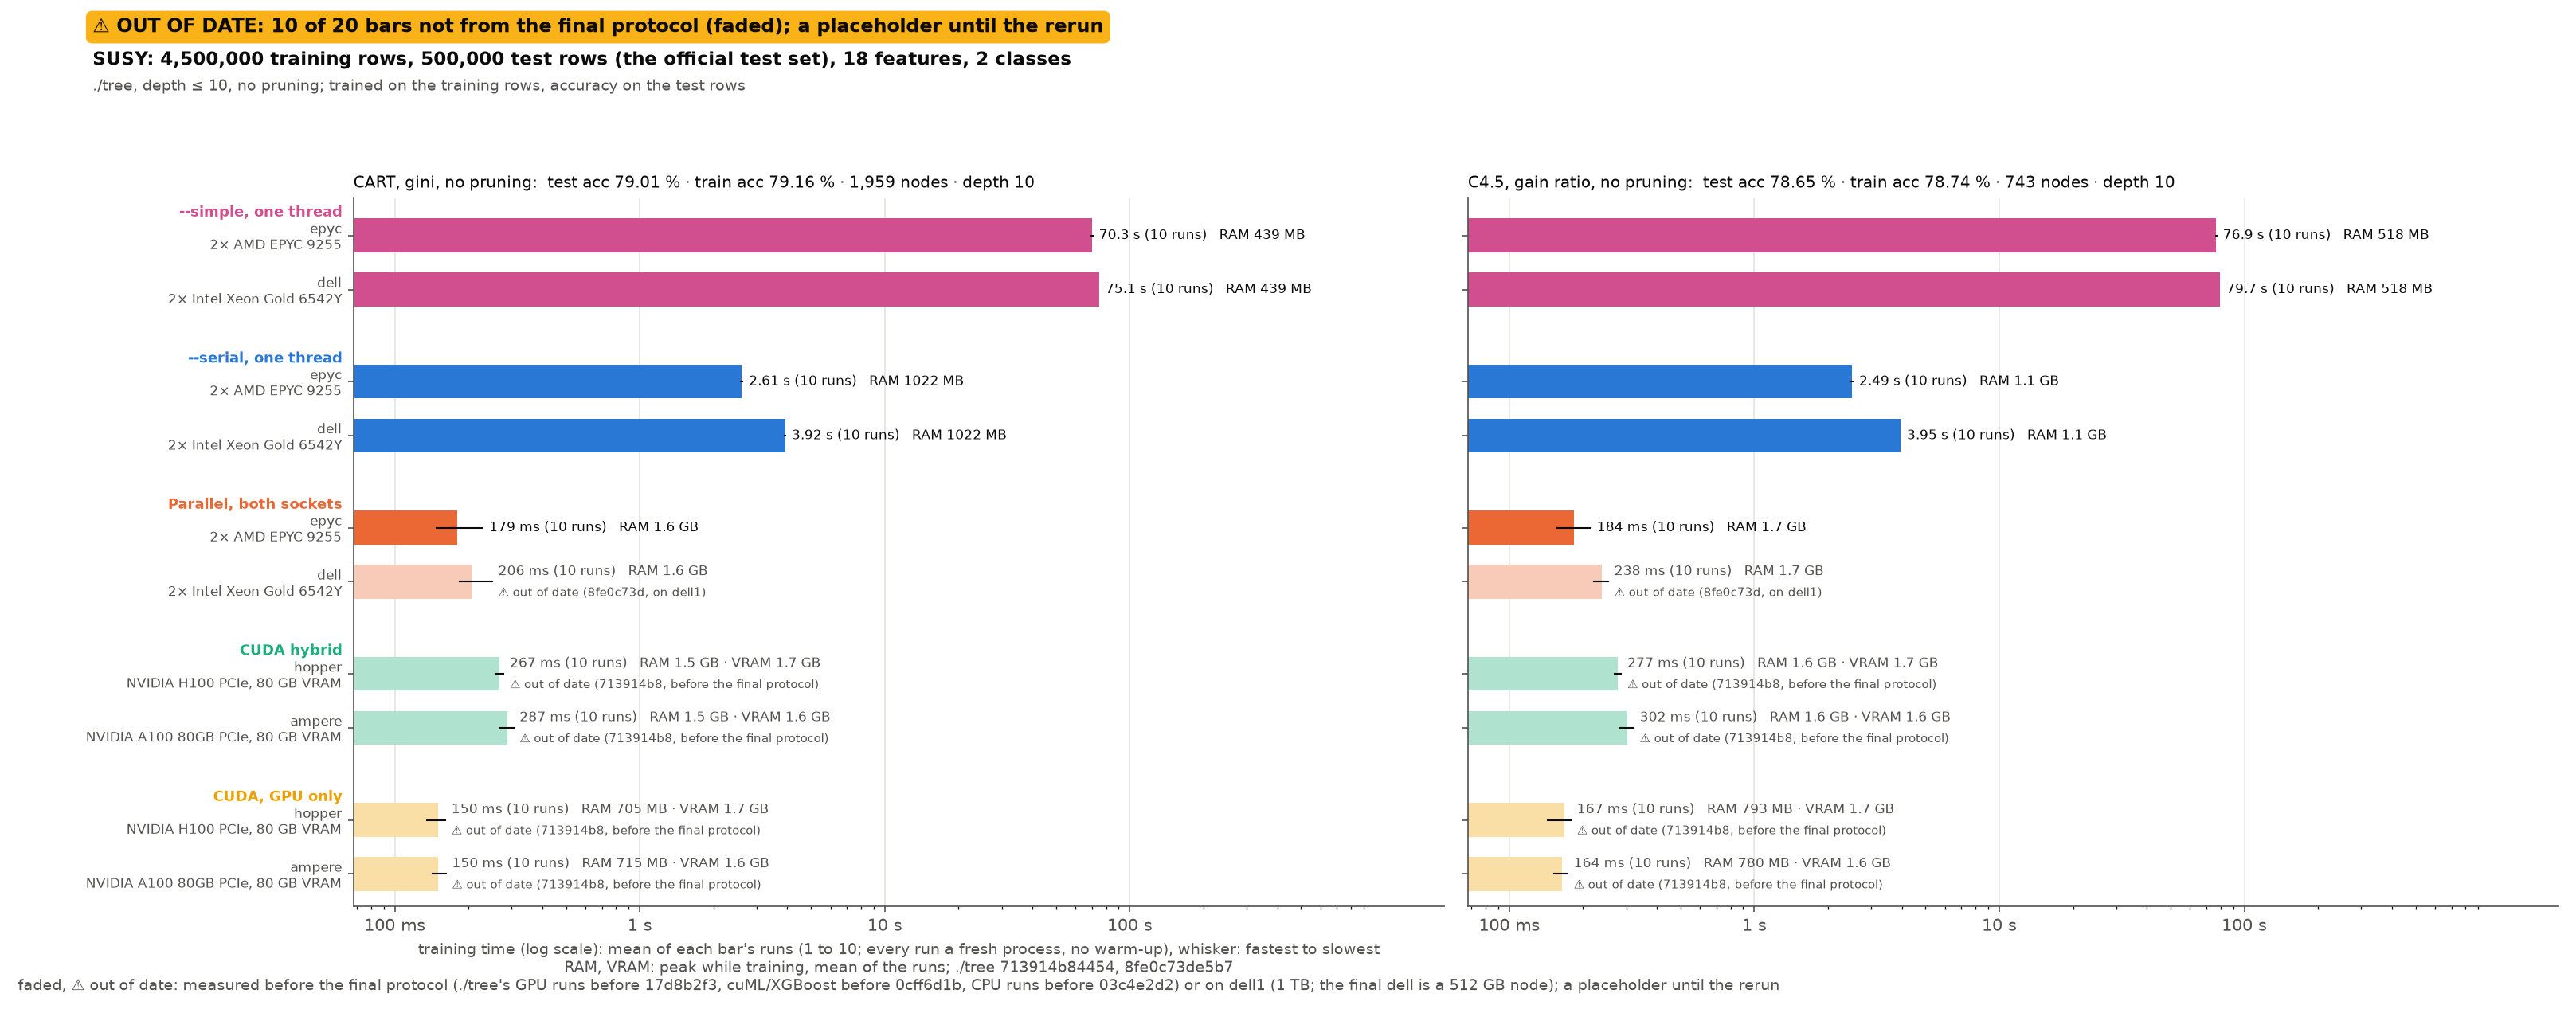 ⚠ OUT OF DATE: 10 of 20 bars not from the final protocol (faded); a placeholder until the rerun
SUSY: 4,500,000 training rows, 500,000 test rows (the official test set), 18 features, 2 classes
./tree, depth ≤ 10, no pruning; trained on the training rows, accuracy on the test rows
CART, gini, no pruning:  test acc 79.01 % · train acc 79.16 % · 1,959 nodes · depth 10
--simple, one thread
epyc
2× AMD EPYC 9255
70.3 s (10 runs)   RAM 439 MB
dell
2× Intel Xeon Gold 6542Y
75.1 s (10 runs)   RAM 439 MB
--serial, one thread
epyc
2× AMD EPYC 9255
2.61 s (10 runs)   RAM 1022 MB
dell
2× Intel Xeon Gold 6542Y
3.92 s (10 runs)   RAM 1022 MB
Parallel, both sockets
epyc
2× AMD EPYC 9255
179 ms (10 runs)   RAM 1.6 GB
dell
2× Intel Xeon Gold 6542Y
206 ms (10 runs)   RAM 1.6 GB
⚠ out of date (8fe0c73d, on dell1)
CUDA hybrid
hopper
NVIDIA H100 PCIe, 80 GB VRAM
267 ms (10 runs)   RAM 1.5 GB · VRAM 1.7 GB
⚠ out of date (713914b8, before the final protocol)
ampere
NVIDIA A100 80GB PCIe, 80 GB VRAM
287 ms (10 runs)   RAM 1.5 GB · VRAM 1.6 GB
⚠ out of date (713914b8, before the final protocol)
CUDA, GPU only
hopper
NVIDIA H100 PCIe, 80 GB VRAM
150 ms (10 runs)   RAM 705 MB · VRAM 1.7 GB
⚠ out of date (713914b8, before the final protocol)
ampere
NVIDIA A100 80GB PCIe, 80 GB VRAM
150 ms (10 runs)   RAM 715 MB · VRAM 1.6 GB
⚠ out of date (713914b8, before the final protocol)
100 ms 1 s 10 s 100 s
C4.5, gain ratio, no pruning:  test acc 78.65 % · train acc 78.74 % · 743 nodes · depth 10
76.9 s (10 runs)   RAM 518 MB
79.7 s (10 runs)   RAM 518 MB
2.49 s (10 runs)   RAM 1.1 GB
3.95 s (10 runs)   RAM 1.1 GB
184 ms (10 runs)   RAM 1.7 GB
238 ms (10 runs)   RAM 1.7 GB
⚠ out of date (8fe0c73d, on dell1)
277 ms (10 runs)   RAM 1.6 GB · VRAM 1.7 GB
⚠ out of date (713914b8, before the final protocol)
302 ms (10 runs)   RAM 1.6 GB · VRAM 1.6 GB
⚠ out of date (713914b8, before the final protocol)
167 ms (10 runs)   RAM 793 MB · VRAM 1.7 GB
⚠ out of date (713914b8, before the final protocol)
164 ms (10 runs)   RAM 780 MB · VRAM 1.6 GB
⚠ out of date (713914b8, before the final protocol)
100 ms 1 s 10 s 100 s
training time (log scale): mean of each bar's runs (1 to 10; every run a fresh process, no warm-up), whisker: fastest to slowest
RAM, VRAM: peak while training, mean of the runs; ./tree 713914b84454, 8fe0c73de5b7
faded, ⚠ out of date: measured before the final protocol (./tree's GPU runs before 17d8b2f3, cuML/XGBoost before 0cff6d1b, CPU runs before 03c4e2d2) or on dell1 (1 TB; the final dell is a 512 GB node); a placeholder until the rerun